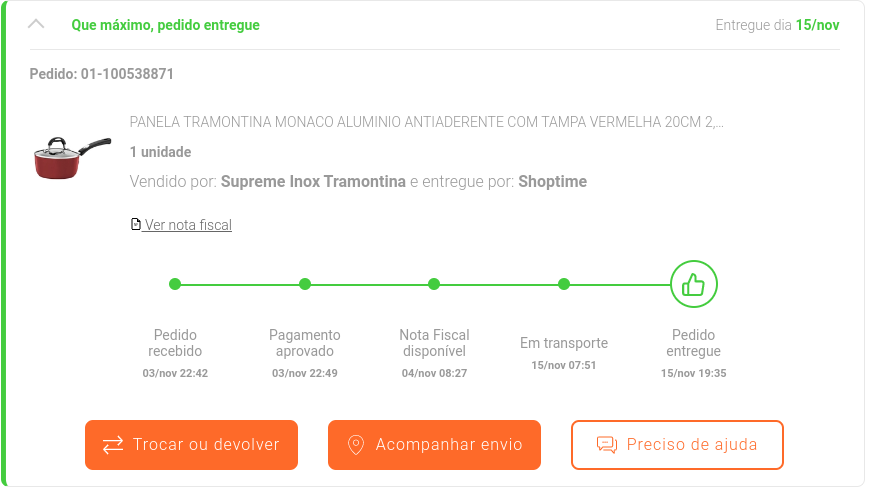 Que máximo, pedido entregue
Entregue dia 15/nov
Pedido: 01-100538871
PANELA TRAMONTINA MONACO ALUMINIO ANTIADERENTE COM TAMPA VERMELHA 20CM 2,...
1 unidade
Vendido por: Supreme Inox Tramontina e entregue por: Shoptime
Ver nota fiscal
Pedido
recebido
03/nov 22:42
Pagamento
aprovado
03/nov 22:49
Nota Fiscal
disponível
04/nov 08:27
Em transporte
15/nov 07:51
Pedido
entregue
15/nov 19:35
Trocar ou devolver
Acompanhar envio
Preciso de ajuda